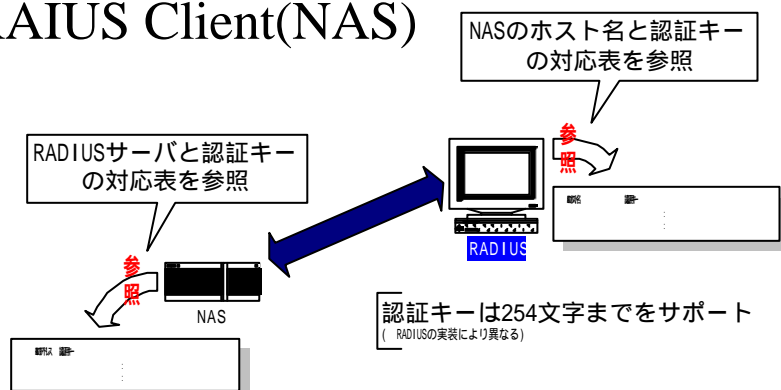 RAIUS Client(NAS)
NASのホスト名と認証キー
の対応表を参照
RADIUSサーバと認証キー
の対応表を参照
参照
RADIUS
参照
NAS
認証キーは254文字までをサポート
( RADIUSの実装により異なる)